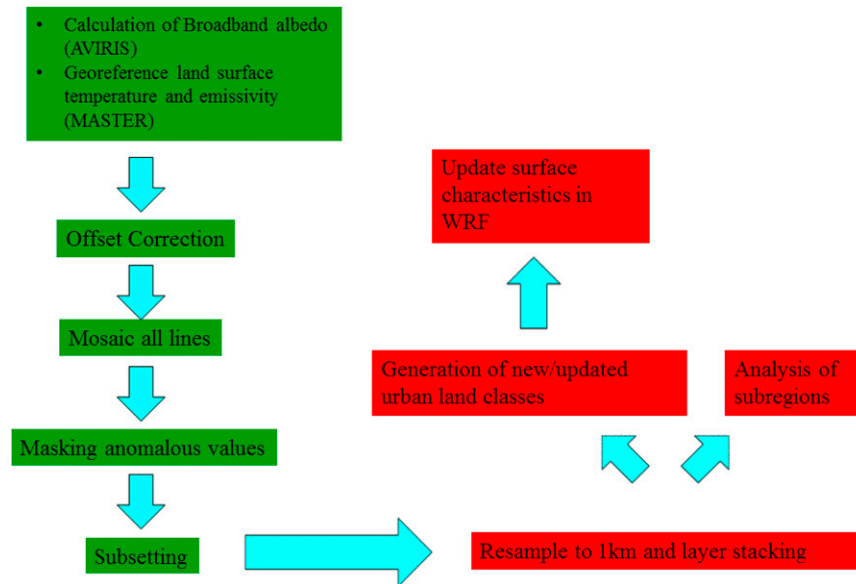 • Calculation of Broadband albedo
(AVIRIS)
• Georeference land surface
temperature and emissivity
(MASTER)
Offset Correction
Mosaic all lines
Masking anomalous values
Subsetting
Update surface
characteristics in
WRF
Generation of new/updated
urban land classes
Analysis of
subregions
Resample to 1km and layer stacking